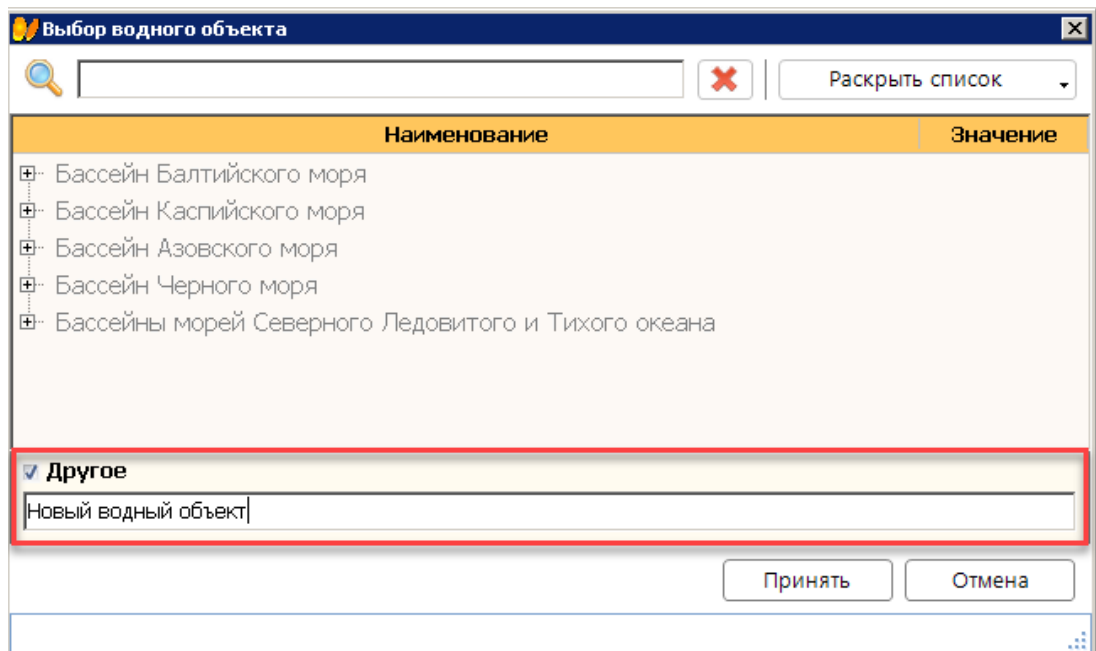 Выбор водного объекта
Раскрыть список
Наименование Значение
Бассейн Балтийского моря
Бассейн Каспийского моря
Бассейн Азовского моря
Бассейн Черного моря
Бассейны морей Северного Ледовитого и Тихого океана
Другое
Новый водный объект
Принять Отмена